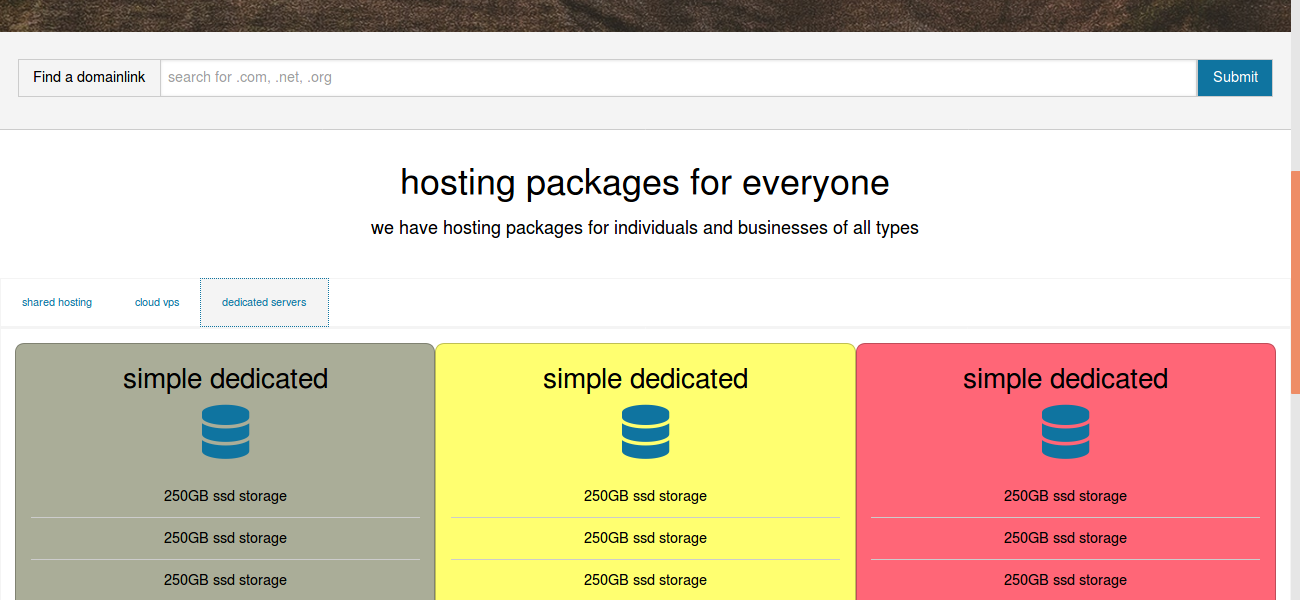 Find a domainlink search for .com, .net, .org Submit
hosting packages for everyone
we have hosting packages for individuals and businesses of all types
shared hosting cloud vps dedicated servers
simple dedicated simple dedicated simple dedicated
250GB ssd storage 250GB ssd storage 250GB ssd storage
250GB ssd storage 250GB ssd storage 250GB ssd storage
250GB ssd storage 250GB ssd storage 250GB ssd storage